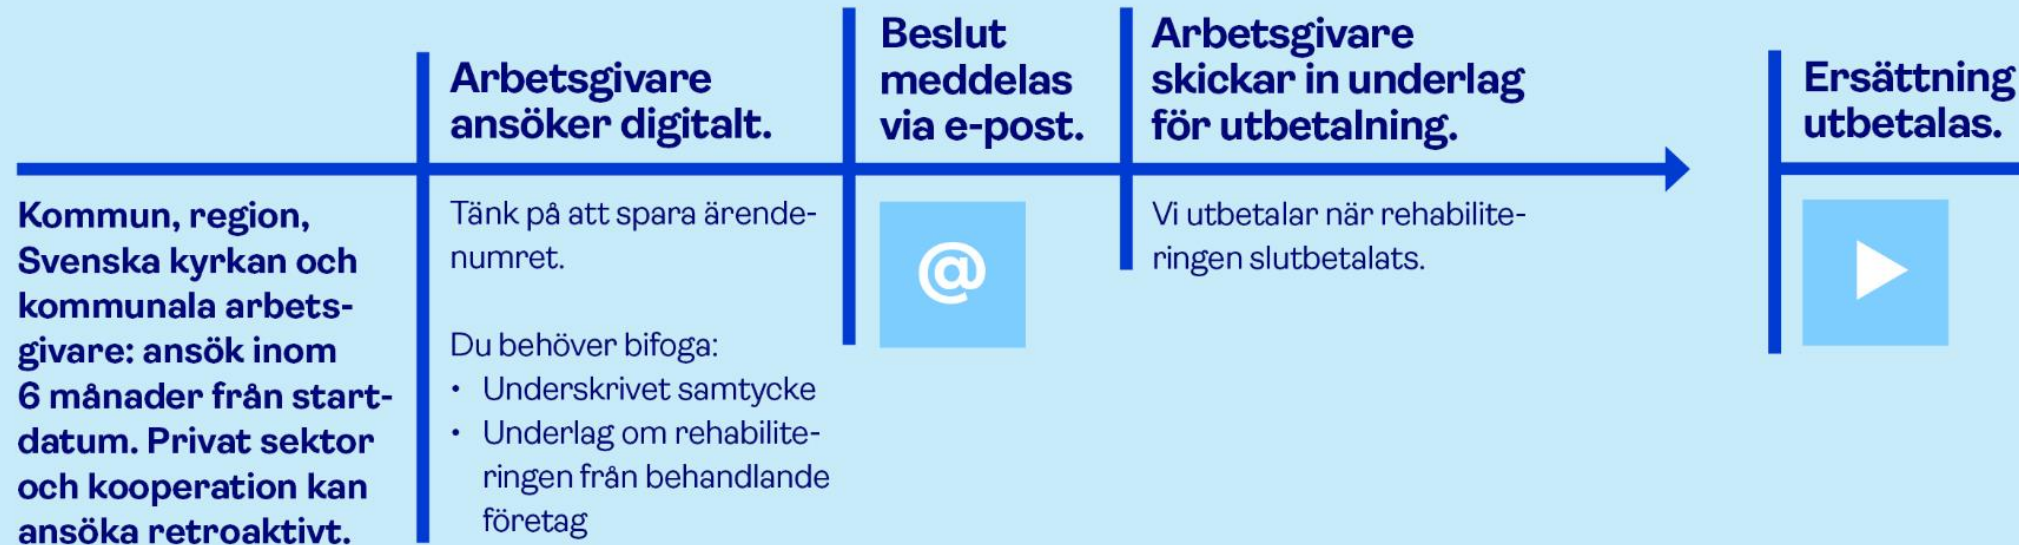 Arbetsgivare
ansöker digitalt.
Beslut
meddelas
via e-post.
Arbetsgivare
skickar in underlag
för utbetalning.
Ersättning
utbetalas.
Kommun, region,
Svenska kyrkan och
kommunala arbets-
givare: ansök inom
6 månader från start-
datum. Privat sektor
och kooperation kan
ansöka retroaktivt.
Tänk på att spara ärende-
numret.
Du behöver bifoga:
• Underskrivet samtycke
• Underlag om rehabilite-
ringen från behandlande
företag
@
Vi utbetalar när rehabilite-
ringen slutbetalats.